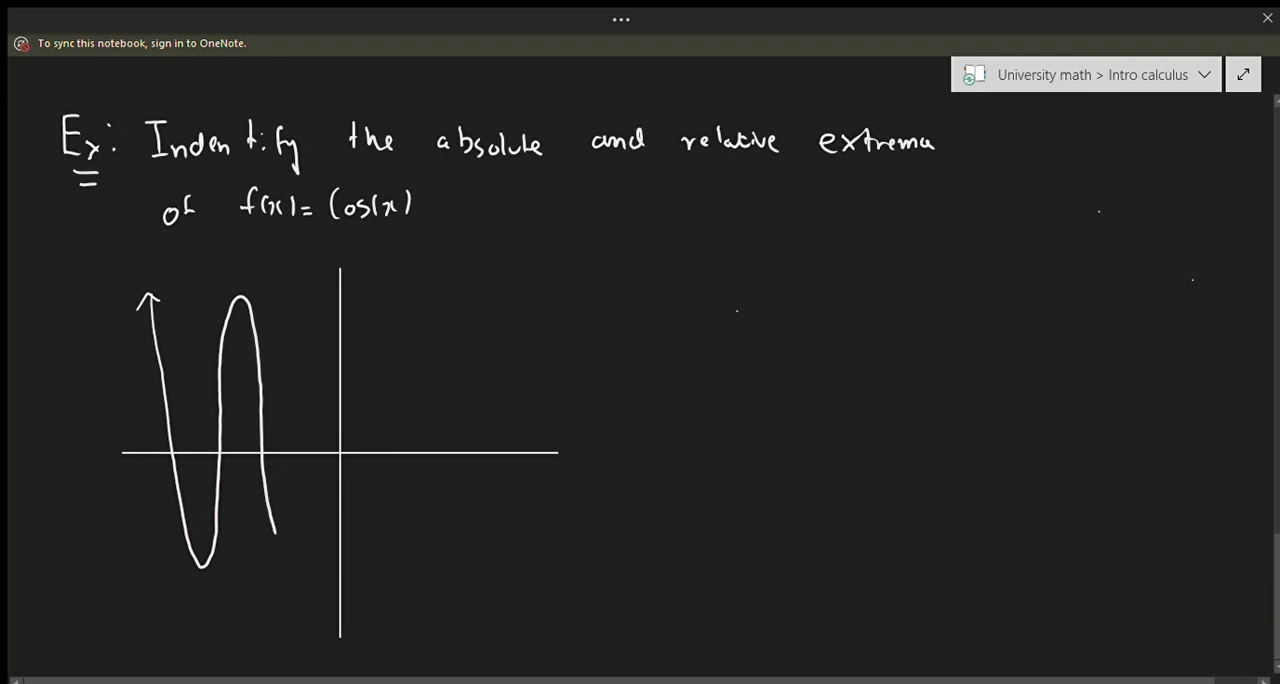 ...
To sync this notebook, sign in to OneNote.
University math > Intro calculus
Ex: Indentify the absolute and relative extrema
of f(x) = Cos(x)